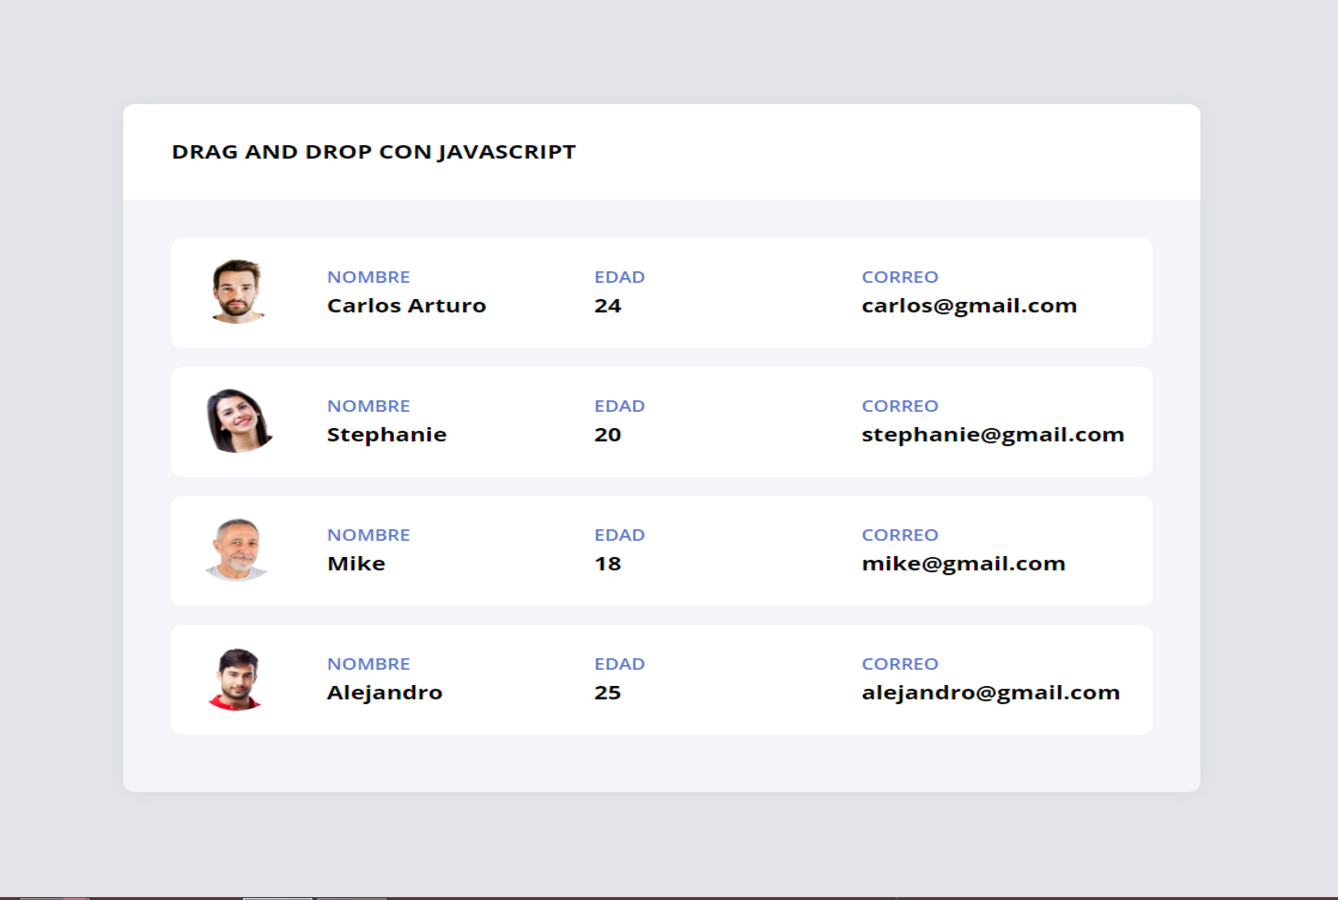 DRAG AND DROP CON JAVASCRIPT
NOMBRE EDAD CORREO
Carlos Arturo 24 carlos@gmail.com
NOMBRE EDAD CORREO
Stephanie 20 stephanie@gmail.com
NOMBRE EDAD CORREO
Mike 18 mike@gmail.com
NOMBRE EDAD CORREO
Alejandro 25 alejandro@gmail.com